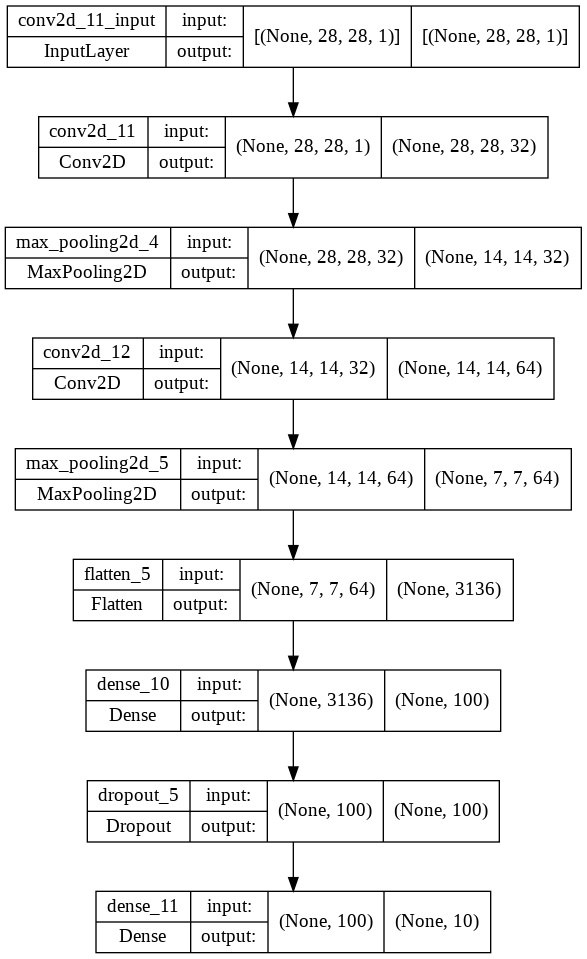 conv2d_11_input input: [(None, 28, 28, 1)] [(None, 28, 28, 1)]
InputLayer output:
conv2d_11 input: (None, 28, 28, 1) (None, 28, 28, 32)
Conv2D output:
max_pooling2d_4 input: (None, 28, 28, 32) (None, 14, 14, 32)
MaxPooling2D output:
conv2d_12 input: (None, 14, 14, 32) (None, 14, 14, 64)
Conv2D output:
max_pooling2d_5 input: (None, 14, 14, 64) (None, 7, 7, 64)
MaxPooling2D output:
flatten_5 input: (None, 7, 7, 64) (None, 3136)
Flatten output:
dense_10 input: (None, 3136) (None, 100)
Dense output:
dropout_5 input: (None, 100) (None, 100)
Dropout output:
dense_11 input: (None, 100) (None, 10)
Dense output: